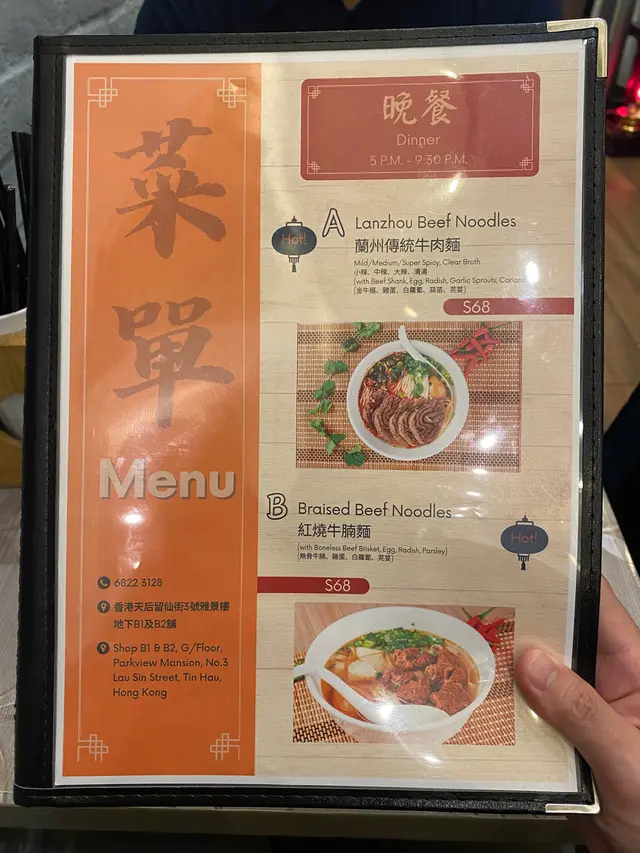 菜單
Menu
6822 3128
香港天后留仙街3號雅景樓
地下B1及B2舖
Shop B1 & B2, G/Floor,
Parkview Mansion, No.3
Lau Sin Street, Tin Hau,
Hong Kong
晚餐
Dinner
5 P.M. - 9:30 P.M.
Hot!
A Lanzhou Beef Noodles
蘭州傳統牛肉麵
Mild/Medium/Super Spicy, Clear Broth
小辣、中辣、大辣、清湯
(with Beef Shank, Egg, Radish, Garlic Sprouts,
(金牛𦟌、雞蛋、白蘿蔔、蒜苗、芫荽)
$68
B Braised Beef Noodles
紅燒牛腩麵
(with Boneless Beef Brisket, Egg, Radish, Parsley)
(無骨牛腩、雞蛋、白蘿蔔、芫荽)
Hot!
$68